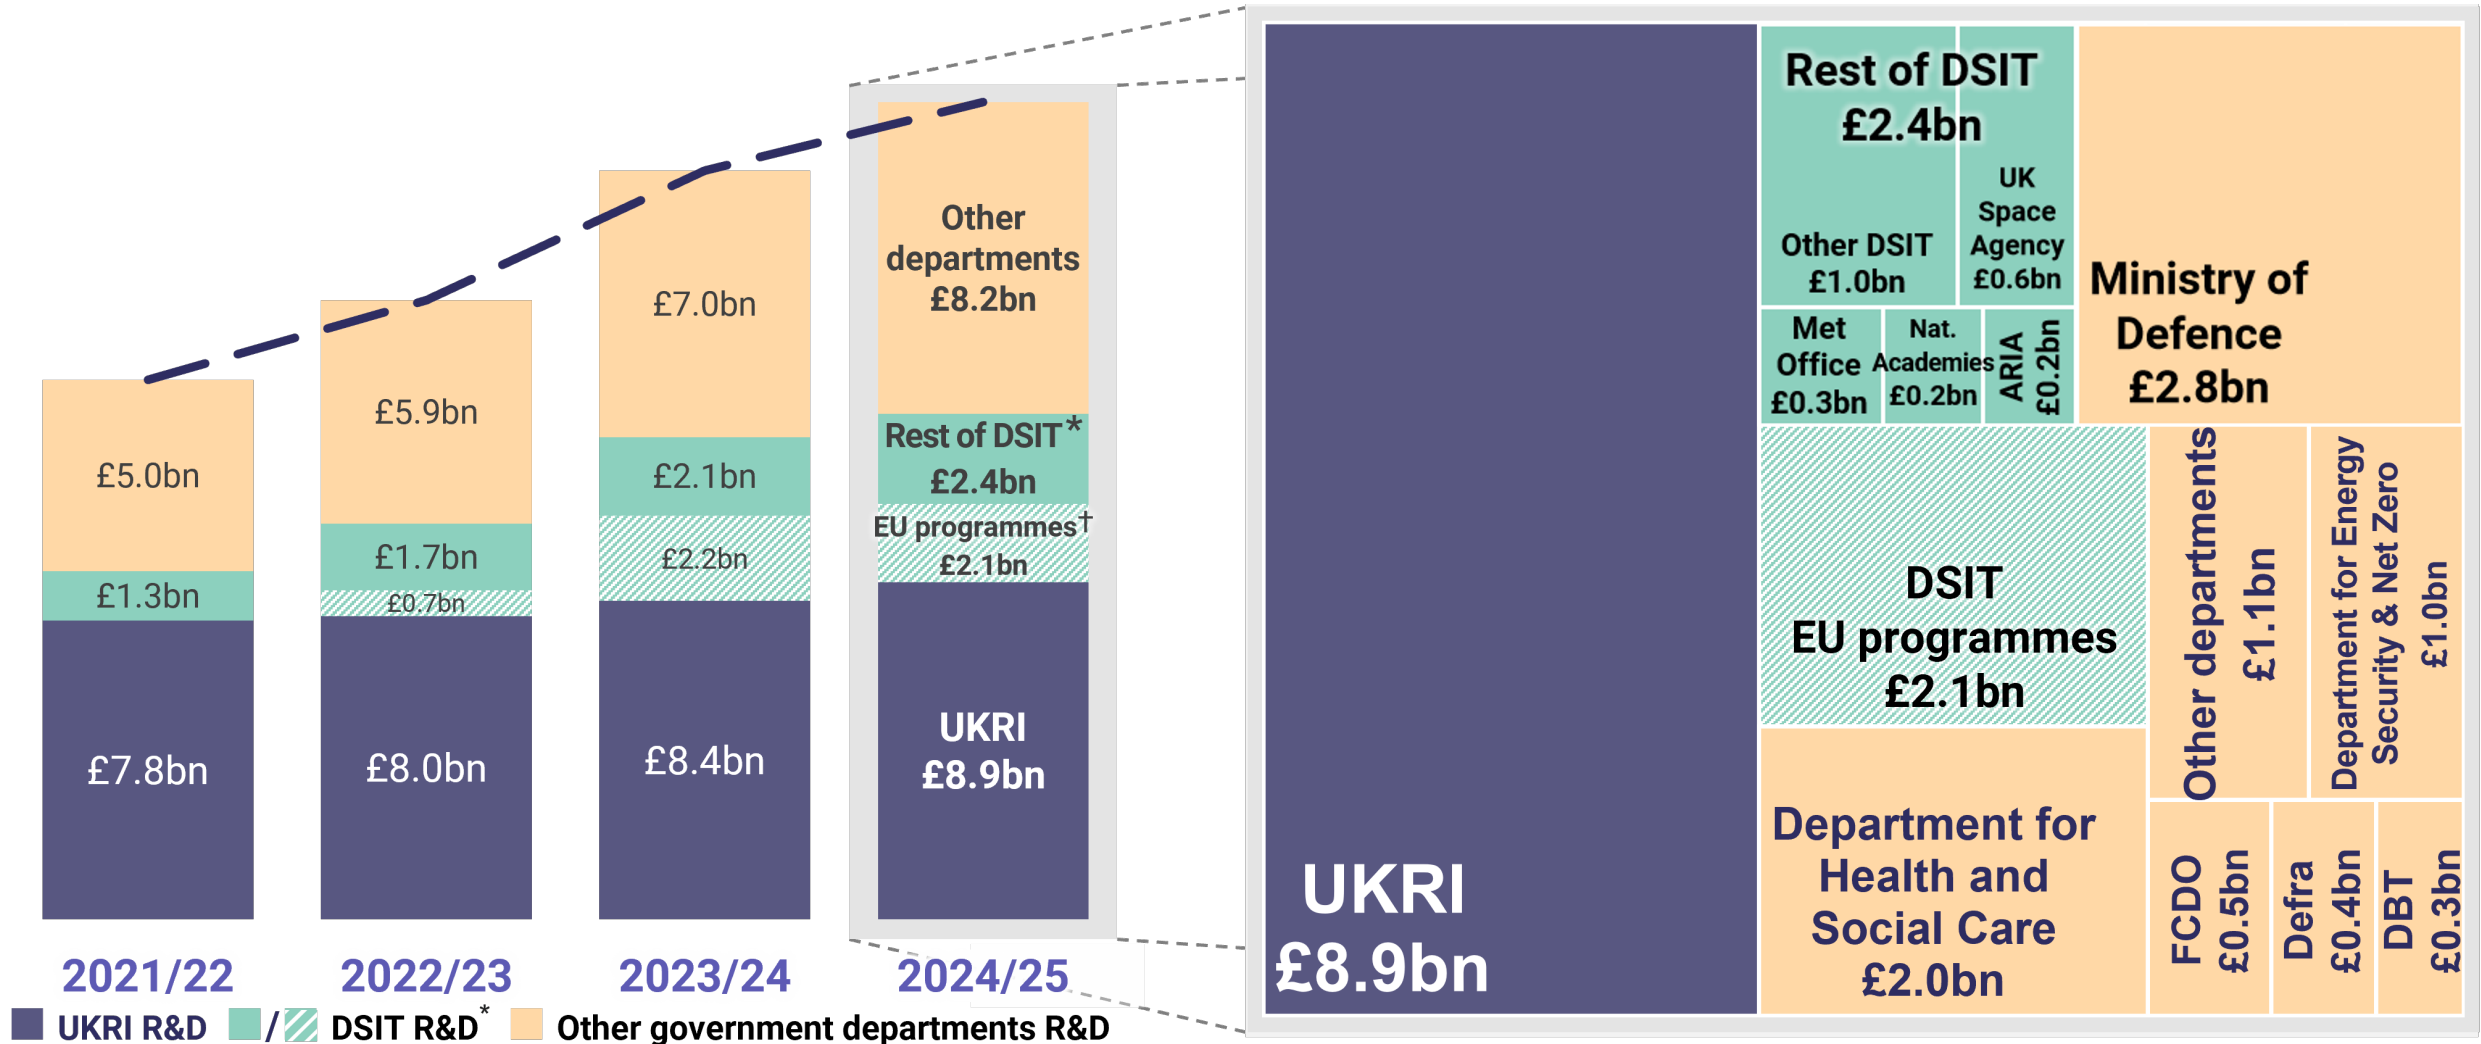 £5.0bn
£1.3bn
£7.8bn
2021/22
£5.9bn
£1.7bn
£0.7bn
£8.0bn
2022/23
£7.0bn
£2.1bn
£2.2bn
£8.4bn
2023/24
Other
departments
£8.2bn
Rest of DSIT*
£2.4bn
EU programmes†
£2.1bn
UKRI
£8.9bn
2024/25
UKRI R&D
/
DSIT R&D*
Other government departments R&D
UKRI
£8.9bn
Rest of DSIT
£2.4bn
Other DSIT
£1.0bn
UK
Space
Agency
£0.6bn
Met
Office
£0.3bn
Nat.
Academies
£0.2bn
ARIA
£0.2bn
Ministry of
Defence
£2.8bn
DSIT
EU programmes
£2.1bn
Department for
Health and
Social Care
£2.0bn
Other departments
£1.1bn
Department for Energy
Security & Net Zero
£1.0bn
FCDO
£0.5bn
Defra
£0.4bn
DBT
£0.3bn